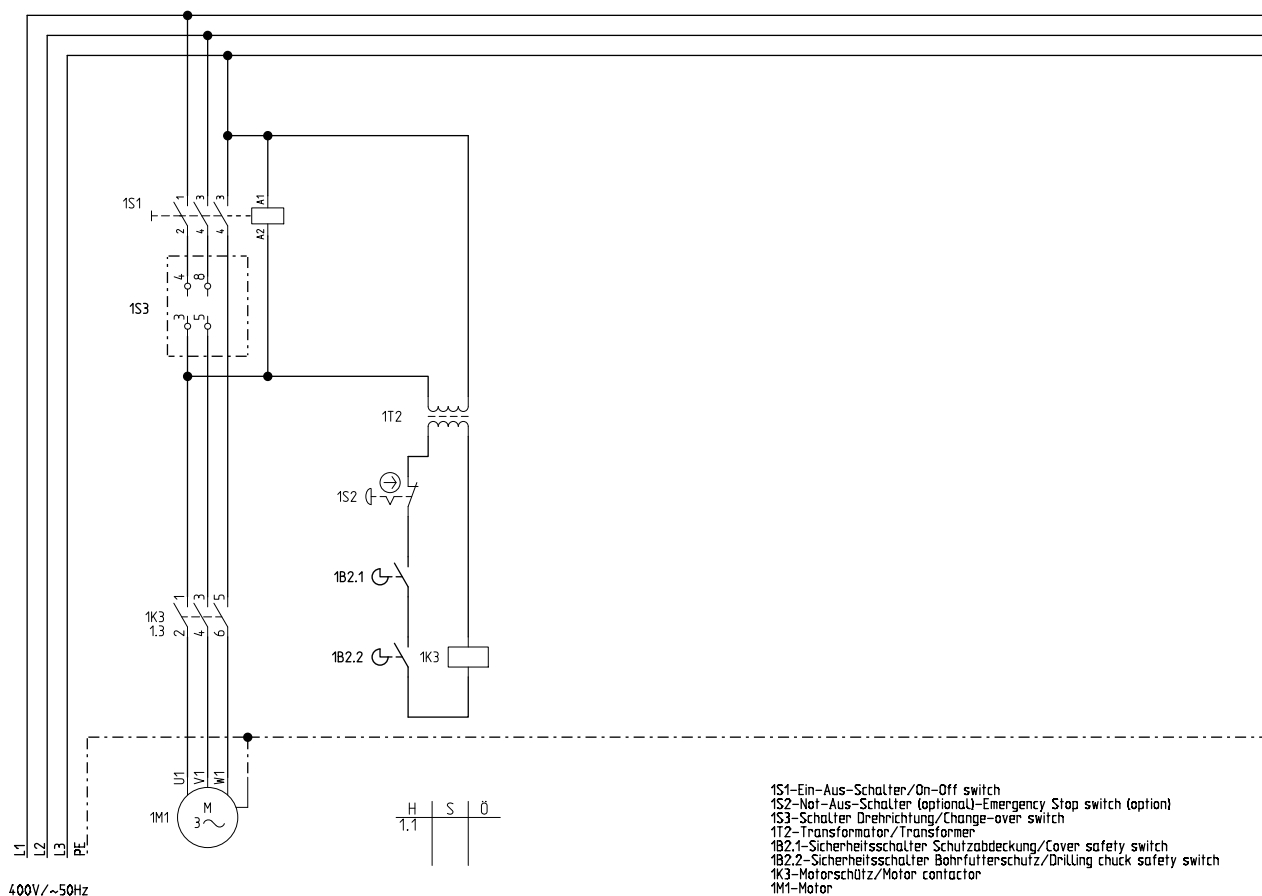 1S1
1
3
3
2
4
4
A1
A2
1S3
4
8
3
5
1T2
1S2
1B2.1
1K3
1.3
1
3
5
2
4
6
1B2.2
1K3
U1
V1
W1
1M1
M
3
H S Ö
1.1
L1
L2
L3
PE
400V/~50Hz
1S1-Ein-Aus-Schalter/On-Off switch
1S2-Not-Aus-Schalter (optional)-Emergency Stop switch (option)
1S3-Schalter Drehrichtung/Change-over switch
1T2-Transformator/Transformer
1B2.1-Sicherheitsschalter Schutzabdeckung/Cover safety switch
1B2.2-Sicherheitsschalter Bohrfutterschutz/Drilling chuck safety switch
1K3-Motorschütz/Motor contactor
1M1-Motor